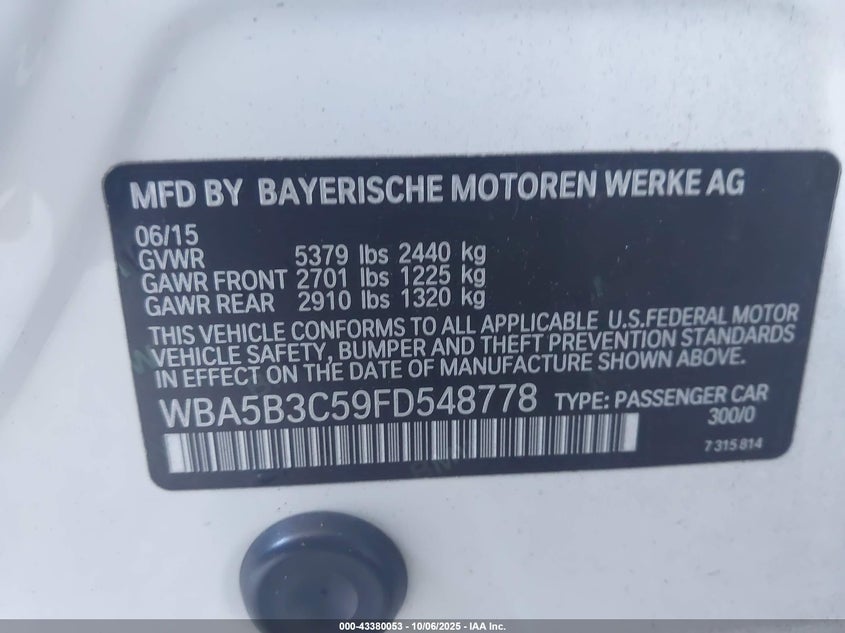 MFD BY BAYERISCHE MOTOREN WERKE AG
06/15
GVWR 5379 lbs 2440 kg
GAWR FRONT 2701 lbs 1225 kg
GAWR REAR 2910 lbs 1320 kg
THIS VEHICLE CONFORMS TO ALL APPLICABLE U.S.FEDERAL MOTOR
VEHICLE SAFETY, BUMPER AND THEFT PREVENTION STANDARDS
IN EFFECT ON THE DATE OF MANUFACTURE SHOWN ABOVE.
WBA5B3C59FD548778 TYPE: PASSENGER CAR
300/0
7 315 814
000-43380053 - 10/06/2025 - IAA Inc.